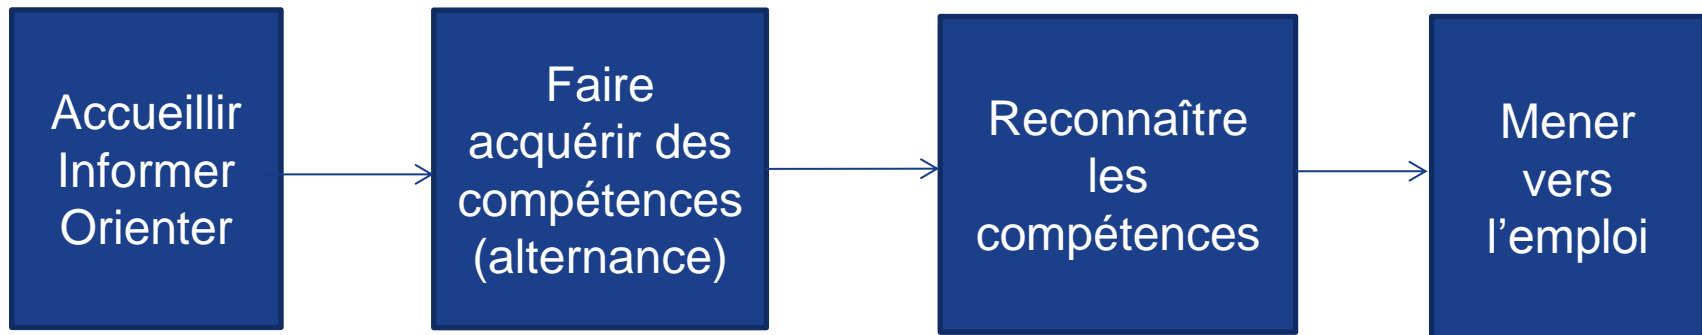 Accueillir
Informer
Orienter
Faire
acquérir des
compétences
(alternance)
Reconnaître
les
compétences
Mener
vers
l’emploi